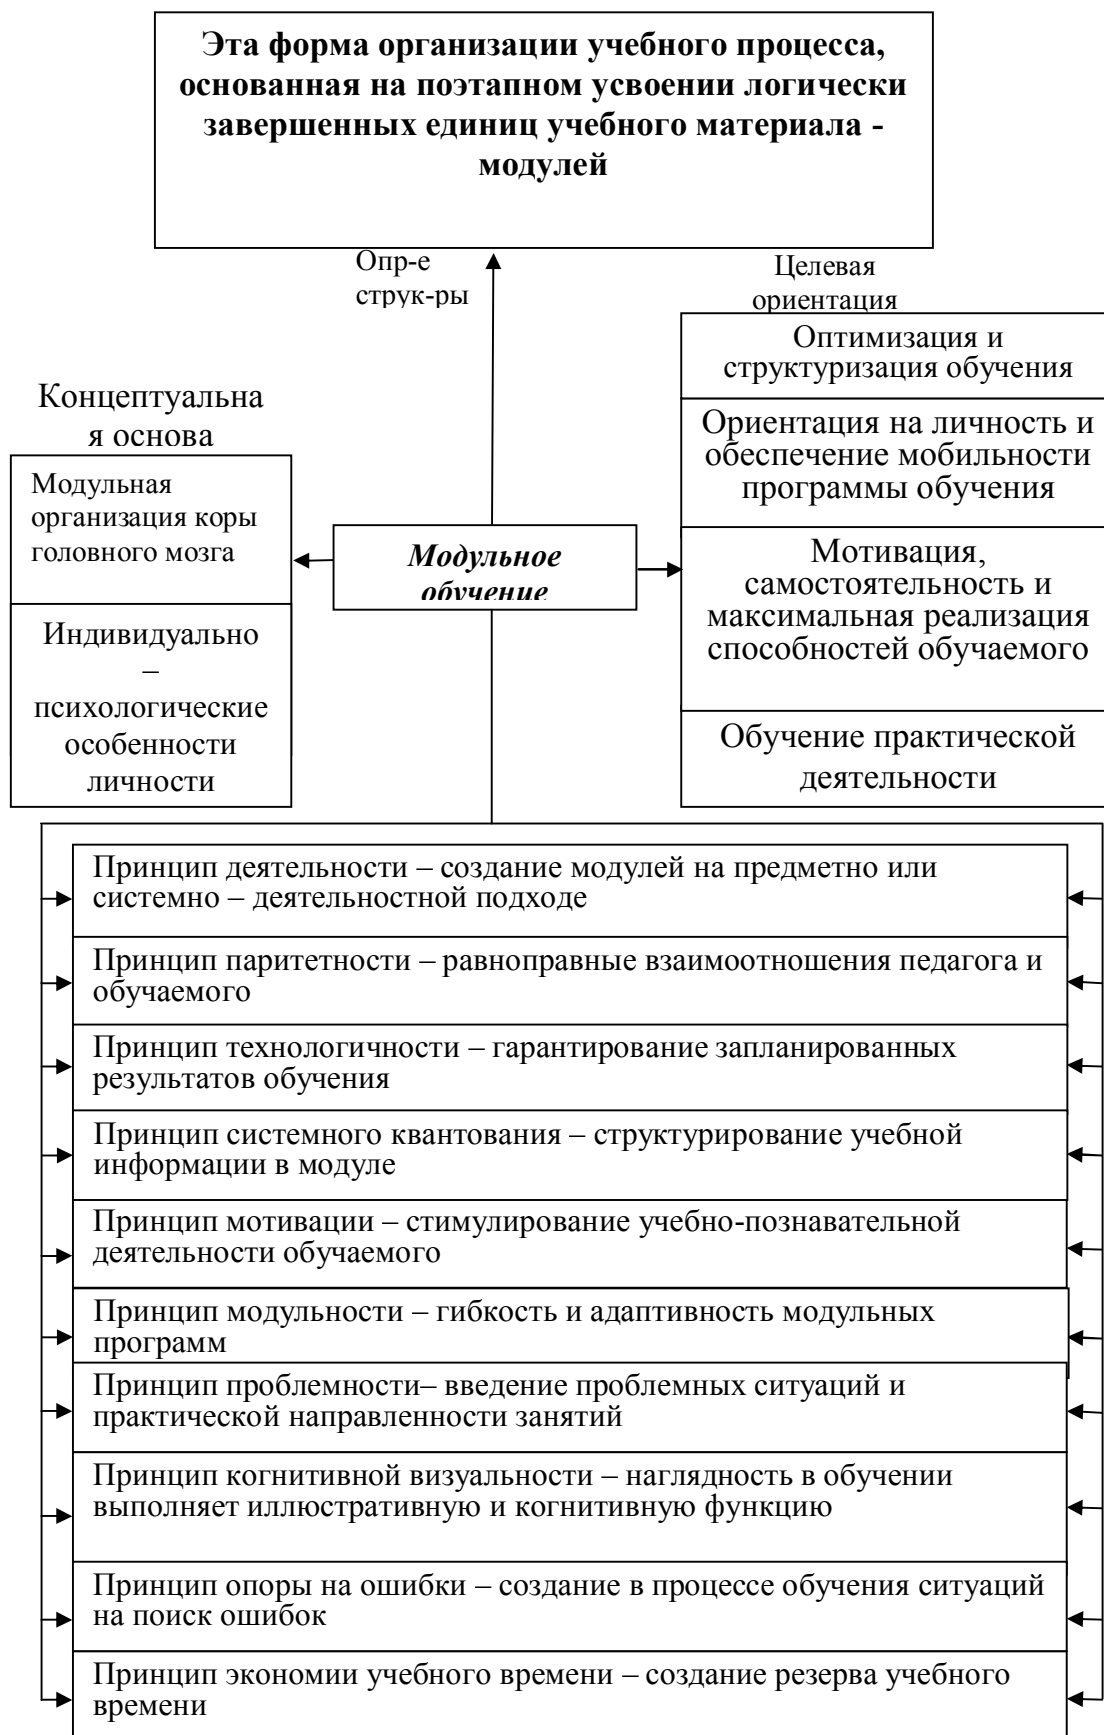 Эта форма организации учебного процесса,
основанная на поэтапном усвоении логически
завершенных единиц учебного материала -
модулей
Опр-е
струк-ры
Целевая
ориентация
Оптимизация и
структуризация обучения
Концептуальна
я основа
Ориентация на личность и
обеспечение мобильности
программы обучения
Модульная
организация коры
головного мозга
Модульное
обучение
Мотивация,
самостоятельность и
максимальная реализация
способностей обучаемого
Индивидуально
–
психологические
особенности
личности
Обучение практической
деятельности
Принцип деятельности – создание модулей на предметно или
системно – деятельностной подходе
Принцип паритетности – равноправные взаимоотношения педагога и
обучаемого
Принцип технологичности – гарантирование запланированных
результатов обучения
Принцип системного квантования – структурирование учебной
информации в модуле
Принцип мотивации – стимулирование учебно-познавательной
деятельности обучаемого
Принцип модульности – гибкость и адаптивность модульных
программ
Принцип проблемности– введение проблемных ситуаций и
практической направленности занятий
Принцип когнитивной визуальности – наглядность в обучении
выполняет иллюстративную и когнитивную функцию
Принцип опоры на ошибки – создание в процессе обучения ситуаций
на поиск ошибок
Принцип экономии учебного времени – создание резерва учебного
времени